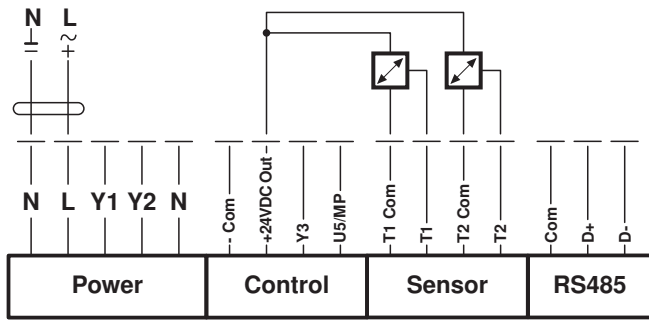 N L
⊥ ~
= +
N L Y1 Y2 N - Com +24VDC Out Y3 U5/MP T1 Com T1 T2 Com T2 Com D+ D-
Power Control Sensor RS485